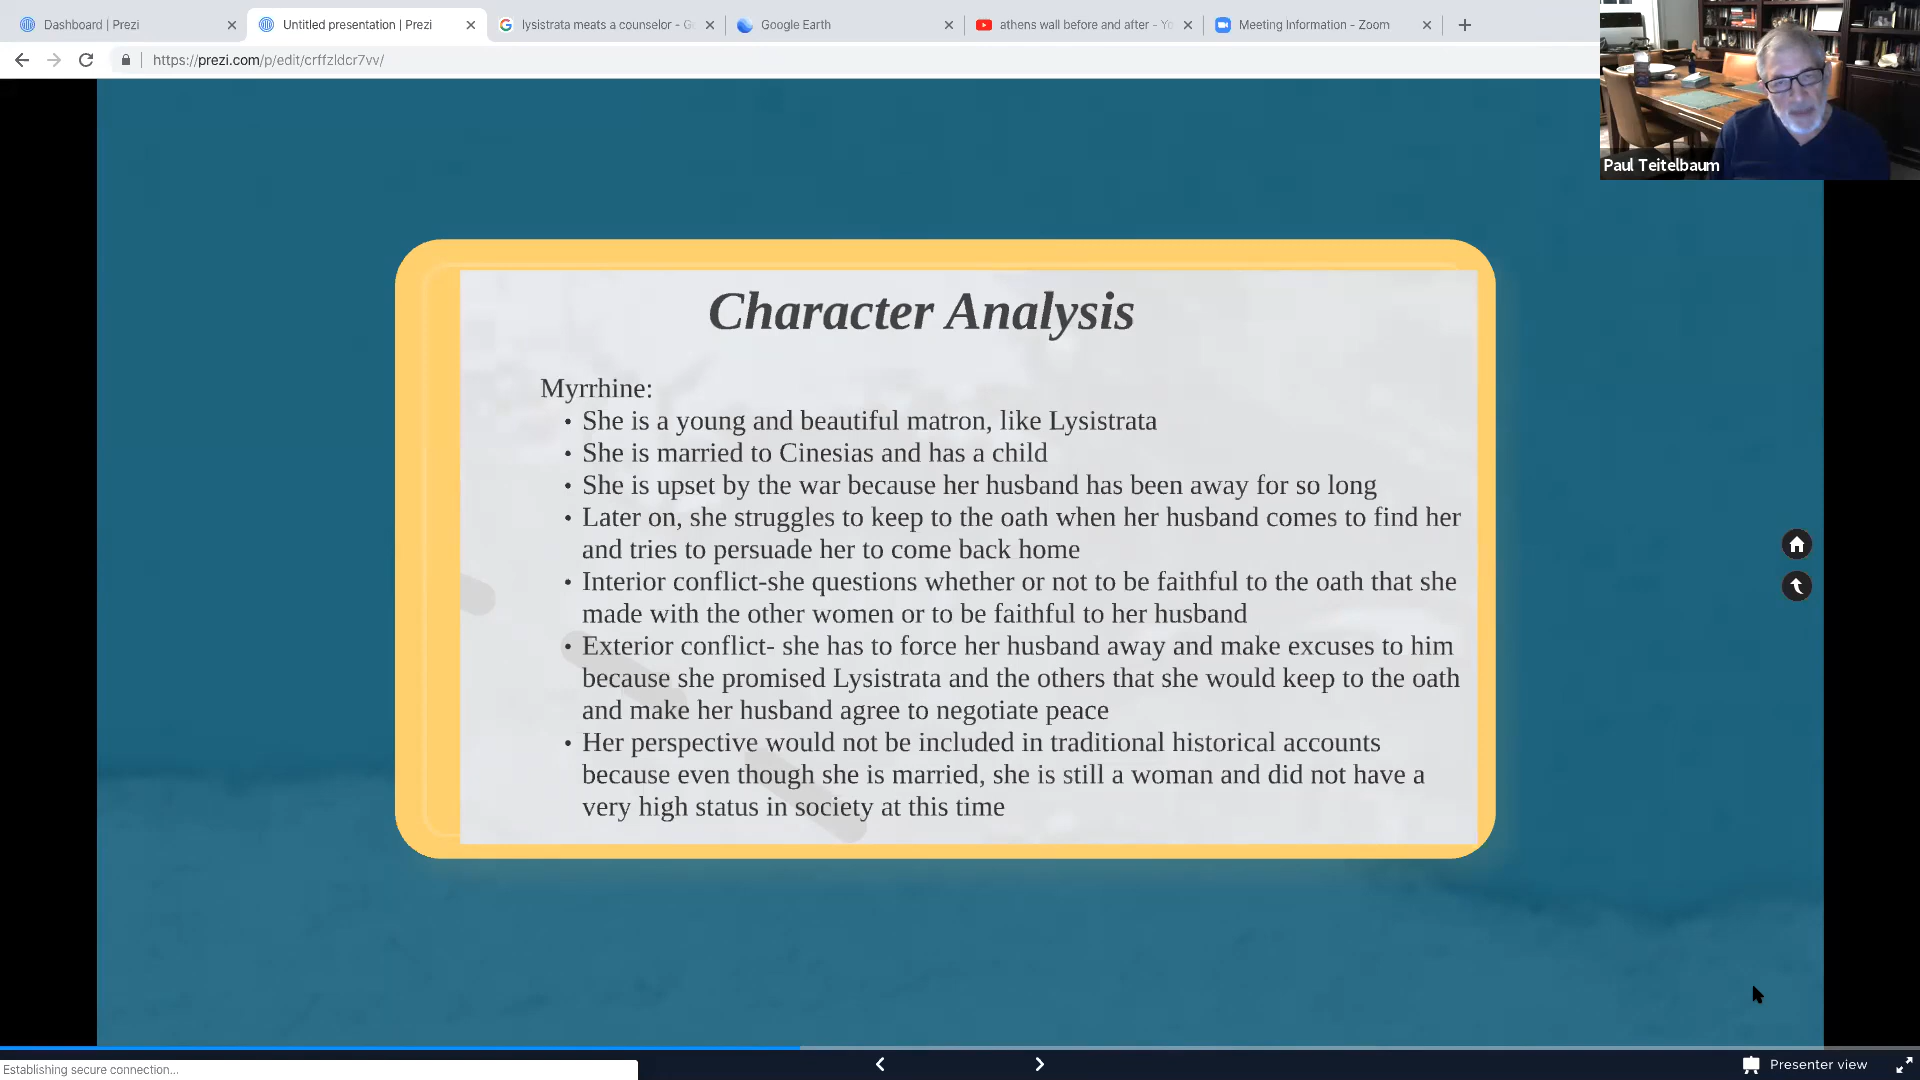 Dashboard | Prezi
Untitled presentation | Prezi
lysistrata meats a counselor - G
Google Earth
athens wall before and after - Yo
Meeting Information - Zoom
https://prezi.com/p/edit/crffzldcr7vv/
Paul Teitelbaum
Character Analysis
Myrrhine:
• She is a young and beautiful matron, like Lysistrata
• She is married to Cinesias and has a child
• She is upset by the war because her husband has been away for so long
• Later on, she struggles to keep to the oath when her husband comes to find her
and tries to persuade her to come back home
• Interior conflict-she questions whether or not to be faithful to the oath that she
made with the other women or to be faithful to her husband
• Exterior conflict- she has to force her husband away and make excuses to him
because she promised Lysistrata and the others that she would keep to the oath
and make her husband agree to negotiate peace
• Her perspective would not be included in traditional historical accounts
because even though she is married, she is still a woman and did not have a
very high status in society at this time
Presenter view
Establishing secure connection...